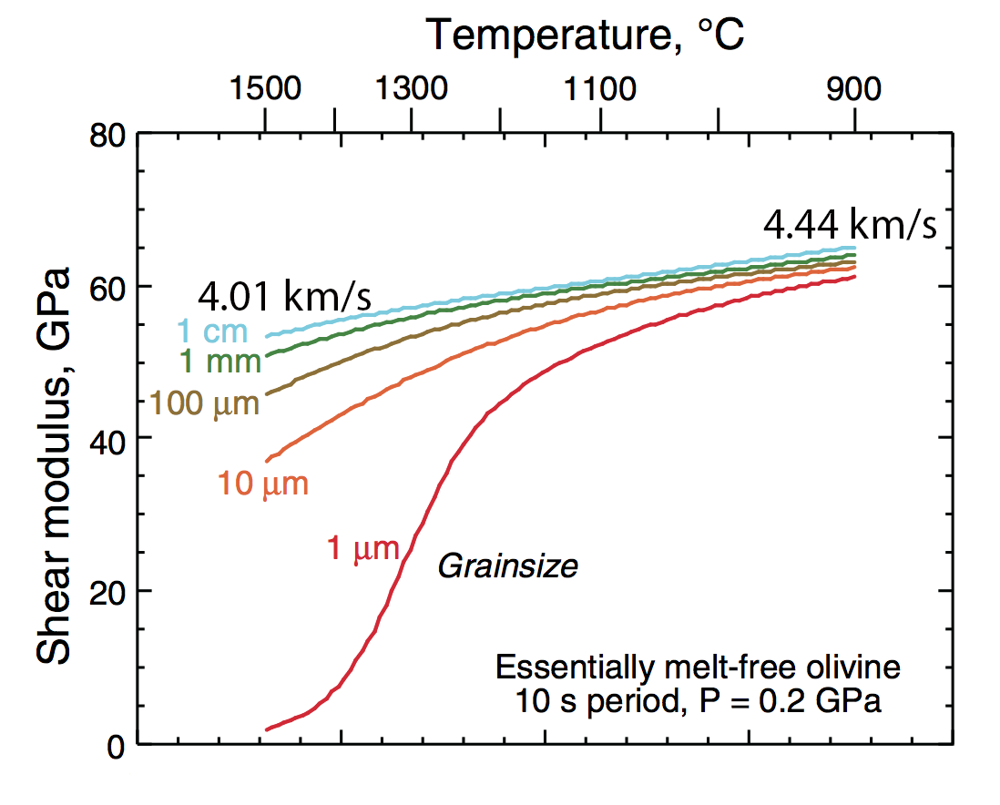 Temperature, °C
1500 1300 1100 900
80
60
40
20
0
Shear modulus, GPa
4.44 km/s
4.01 km/s
1 cm
1 mm
100 μm
10 μm
1 μm
Grainsize
Essentially melt-free olivine
10 s period, P = 0.2 GPa